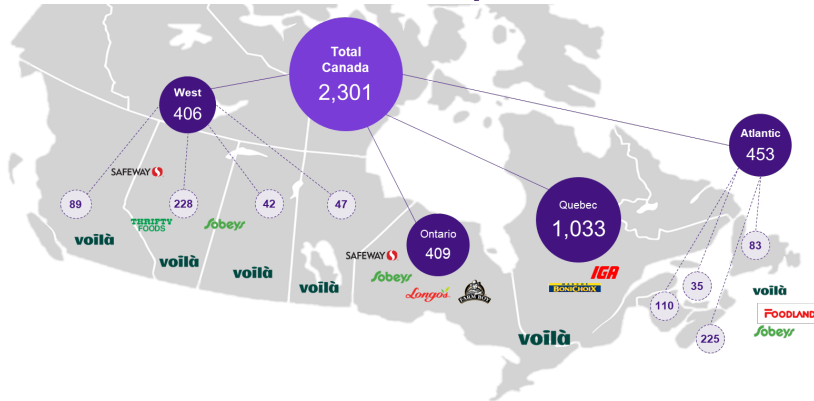 Total
Canada
2,301
West
406
Atlantic
453
SAFEWAY
89
228
42
47
THRIFTY
FOODS
Sobeys
voilà
voilà
voilà
voilà
Quebec
1,033
Ontario
409
SAFEWAY
Sobeys
Longo's
FARM BOY
IGA
MARCHÉ
BONICHOIX
voilà
83
35
110
225
voilà
FOODLAND
Sobeys